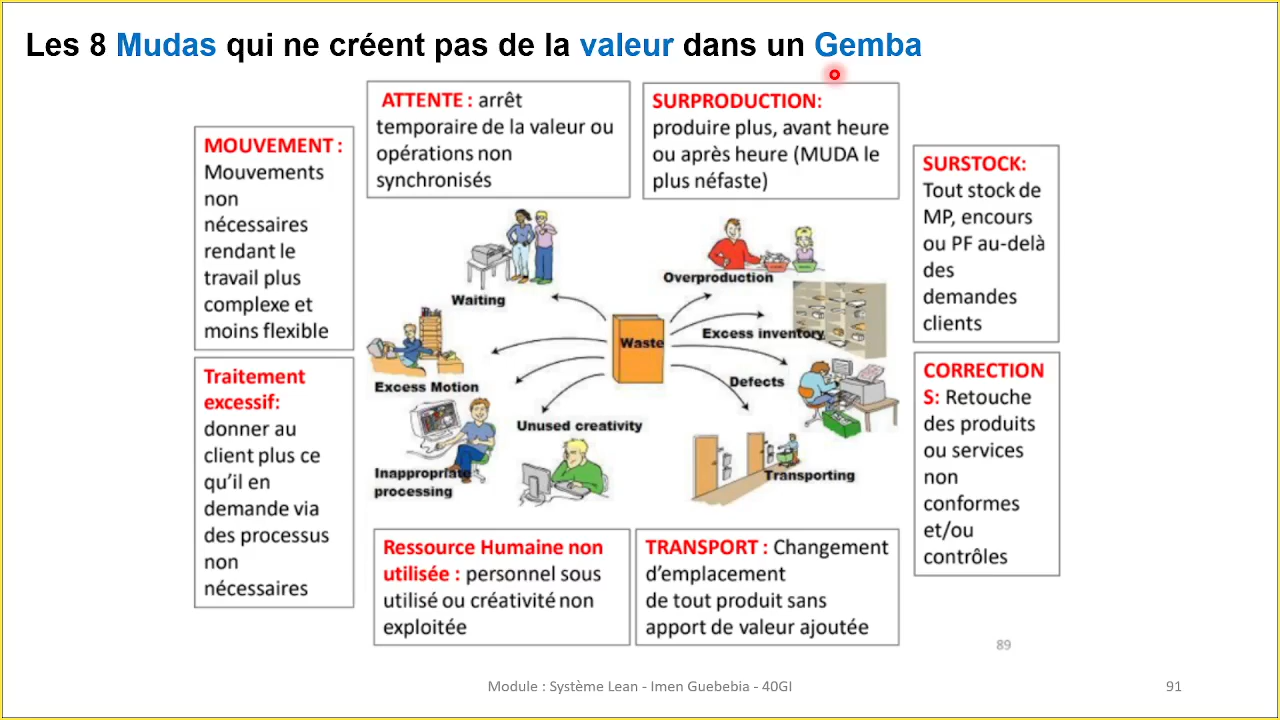 Les 8 Mudas qui ne créent pas de la valeur dans un Gemba
ATTENTE : arrêt
temporaire de la valeur ou
opérations non
synchronisés
SURPRODUCTION:
produire plus, avant heure
ou après heure (MUDA le
plus néfaste)
MOUVEMENT :
Mouvements
non
nécessaires
rendant le
travail plus
complexe et
moins flexible
SURSTOCK:
Tout stock de
MP, encours
ou PF au-delà
des
demandes
clients
Waiting
Overproduction
Excess inventory
Waste
Excess Motion
Defects
Unused creativity
Inappropriate
processing
Transporting
Traitement
excessif:
donner au
client plus ce
qu'il en
demande via
des processus
non
nécessaires
CORRECTION
S: Retouche
des produits
ou services
non
conformes
et/ou
contrôles
Ressource Humaine non
utilisée : personnel sous
utilisé ou créativité non
exploitée
TRANSPORT : Changement
d'emplacement
de tout produit sans
apport de valeur ajoutée
89
Module : Système Lean - Imen Guebebia - 40GI
91